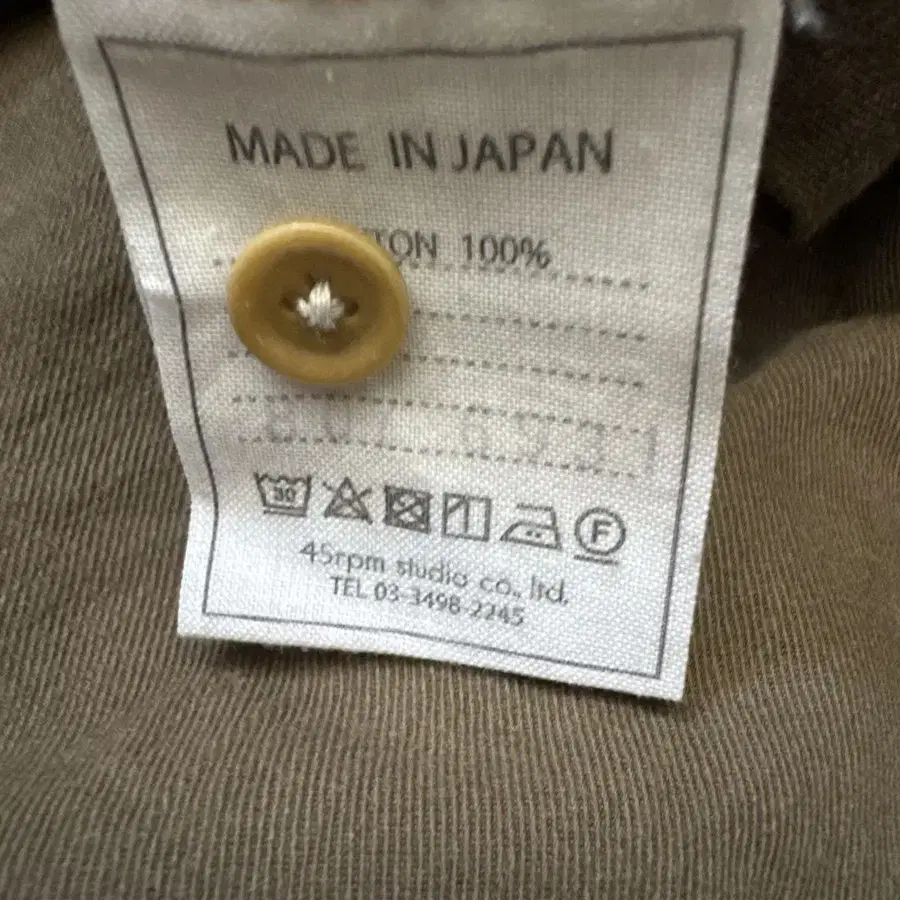 MADE IN JAPAN
TON 100%
30
F
45rpm studio co., ltd.
TEL 03-3498-2245